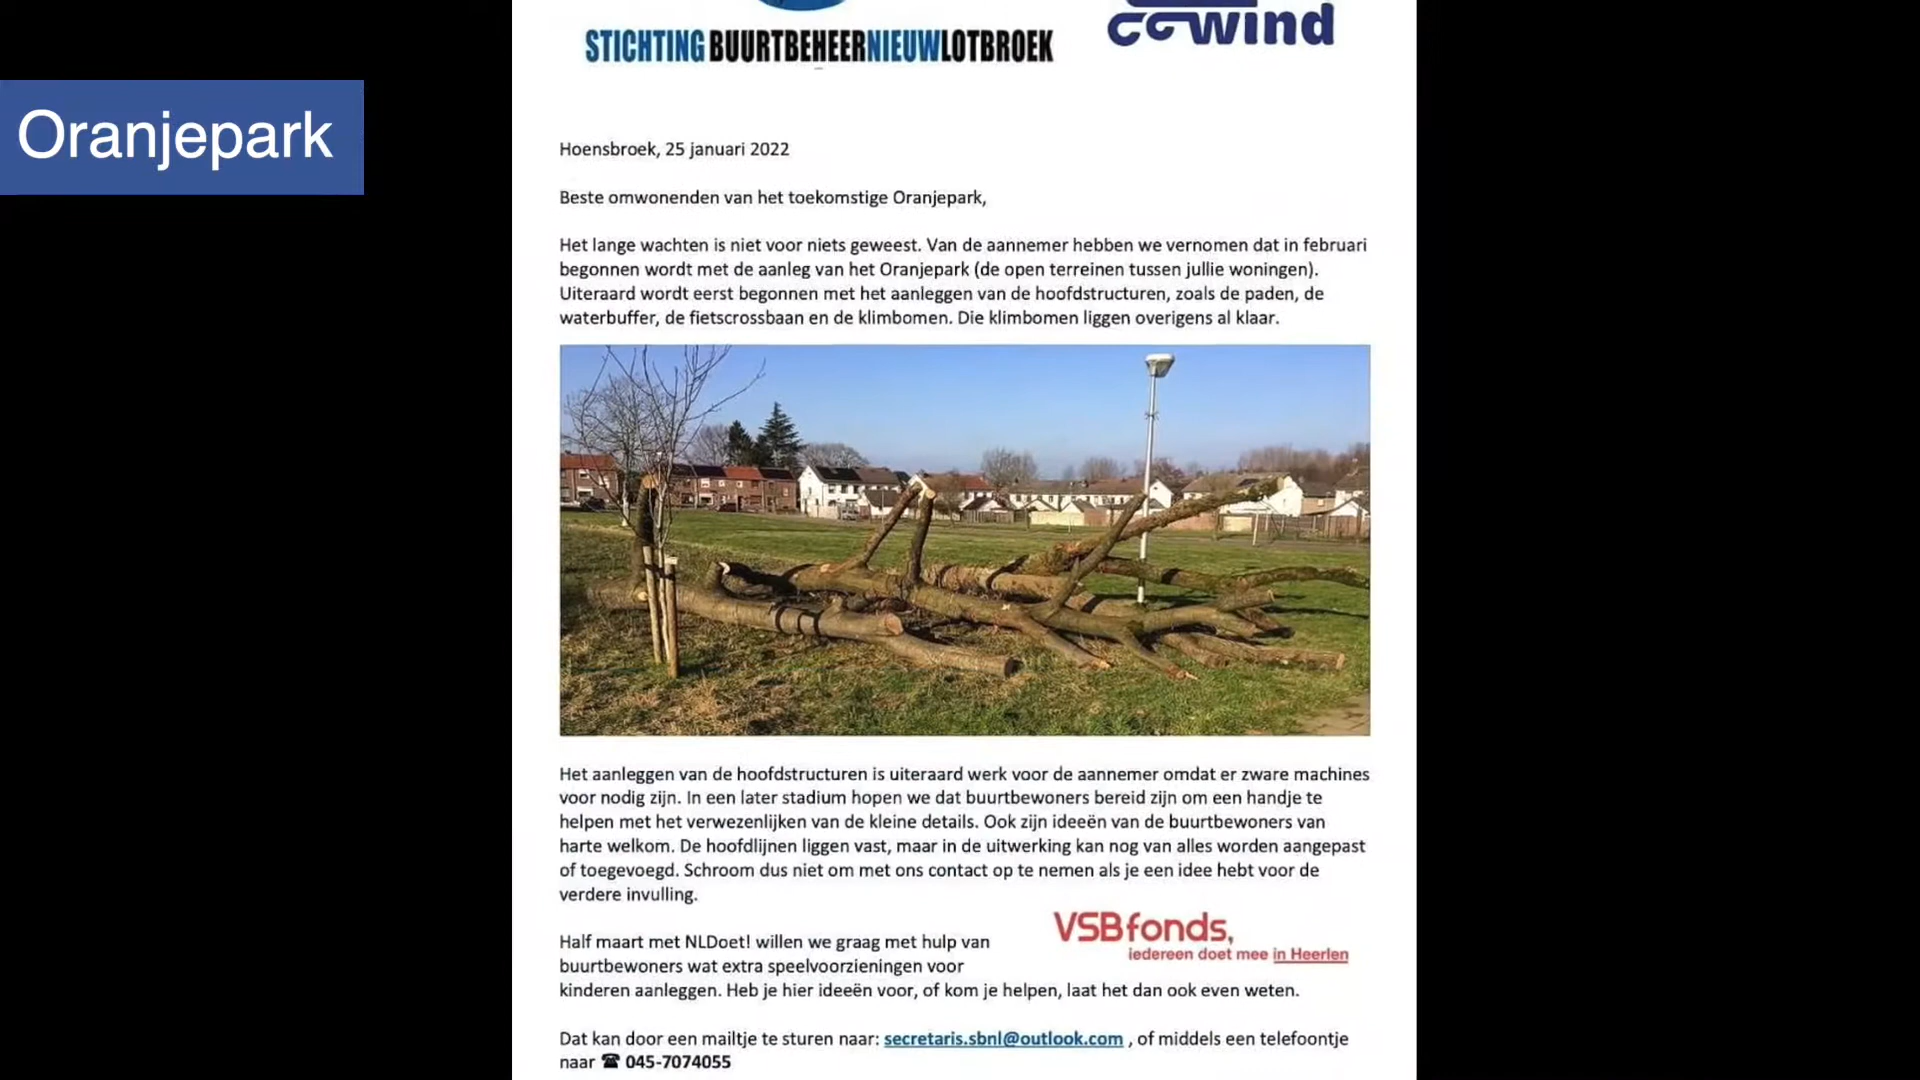 STICHTING BUURTBEHEERNIEUWLOTBROEK
wind
Oranjepark
Hoensbroek, 25 januari 2022
Beste omwonenden van het toekomstige Oranjepark,
Het lange wachten is niet voor niets geweest. Van de aannemer hebben we vernomen dat in februari
begonnen wordt met de aanleg van het Oranjepark (de open terreinen tussen jullie woningen).
Uiteraard wordt eerst begonnen met het aanleggen van de hoofdstructuren, zoals de paden, de
waterbuffer, de fietscrossbaan en de klimbomen. Die klimbomen liggen overigens al klaar.
Het aanleggen van de hoofdstructuren is uiteraard werk voor de aannemer omdat er zware machines
voor nodig zijn. In een later stadium hopen we dat buurtbewoners bereid zijn om een handje te
helpen met het verwezenlijken van de kleine details. Ook zijn ideeën van de buurtbewoners van
harte welkom. De hoofdlijnen liggen vast, maar in de uitwerking kan nog van alles worden aangepast
of toegevoegd. Schroom dus niet om met ons contact op te nemen als je een idee hebt voor de
verdere invulling.
VSBfonds,
iedereen doet mee in Heerlen
Half maart met NLDoet! willen we graag met hulp van
buurtbewoners wat extra speelvoorzieningen voor
kinderen aanleggen. Heb je hier ideeën voor, of kom je helpen, laat het dan ook even weten.
Dat kan door een mailtje te sturen naar: secretaris.sbnl@outlook.com , of middels een telefoontje
naar ☎ 045-7074055